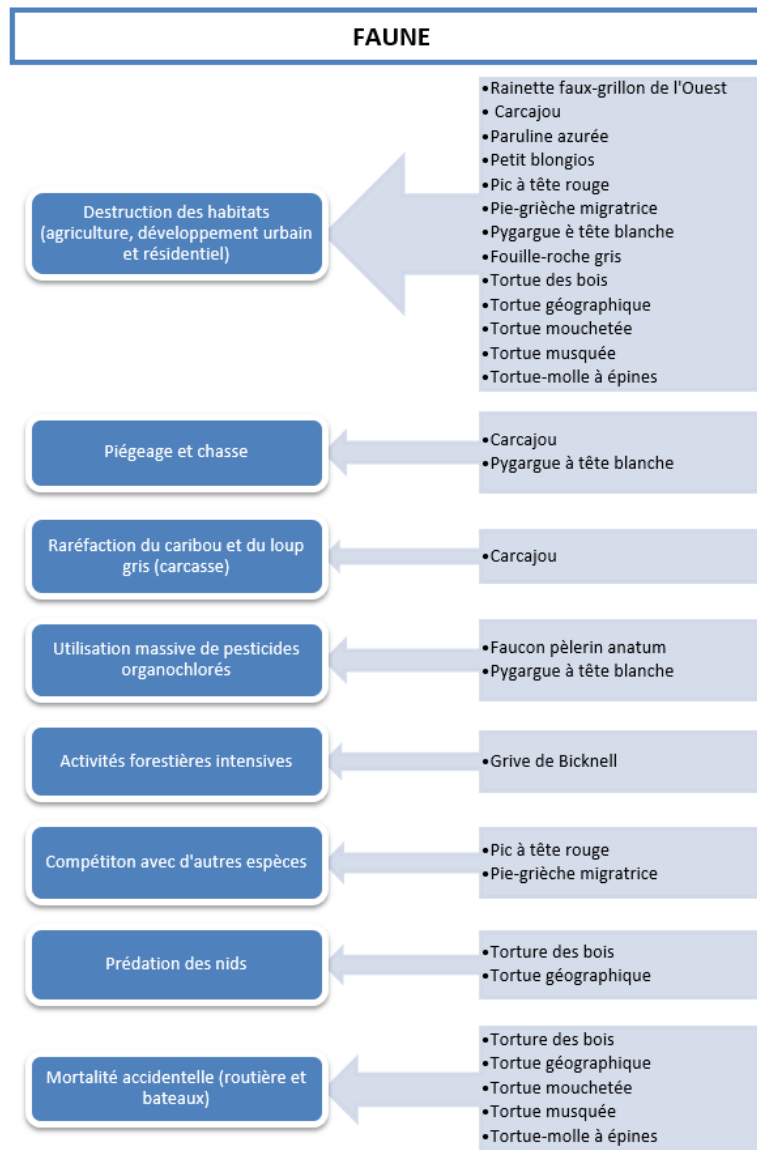 FAUNE
Destruction des habitats
(agriculture, développement urbain
et résidentiel)
•Rainette faux-grillon de l'Ouest
• Carcajou
•Paruline azurée
•Petit blongios
•Pic à tête rouge
•Pie-grièche migratrice
•Pygargue è tête blanche
•Fouille-roche gris
•Tortue des bois
•Tortue géographique
•Tortue mouchetée
•Tortue musquée
•Tortue-molle à épines
Piégeage et chasse
•Carcajou
•Pygargue à tête blanche
Raréfaction du caribou et du loup
gris (carcasse)
•Carcajou
Utilisation massive de pesticides
organochlorés
•Faucon pèlerin anatum
•Pygargue à tête blanche
Activités forestières intensives
•Grive de Bicknell
Compétiton avec d'autres espèces
•Pic à tête rouge
•Pie-grièche migratrice
Prédation des nids
•Torture des bois
•Tortue géographique
Mortalité accidentelle (routière et
bateaux)
•Torture des bois
•Tortue géographique
•Tortue mouchetée
•Tortue musquée
•Tortue-molle à épines